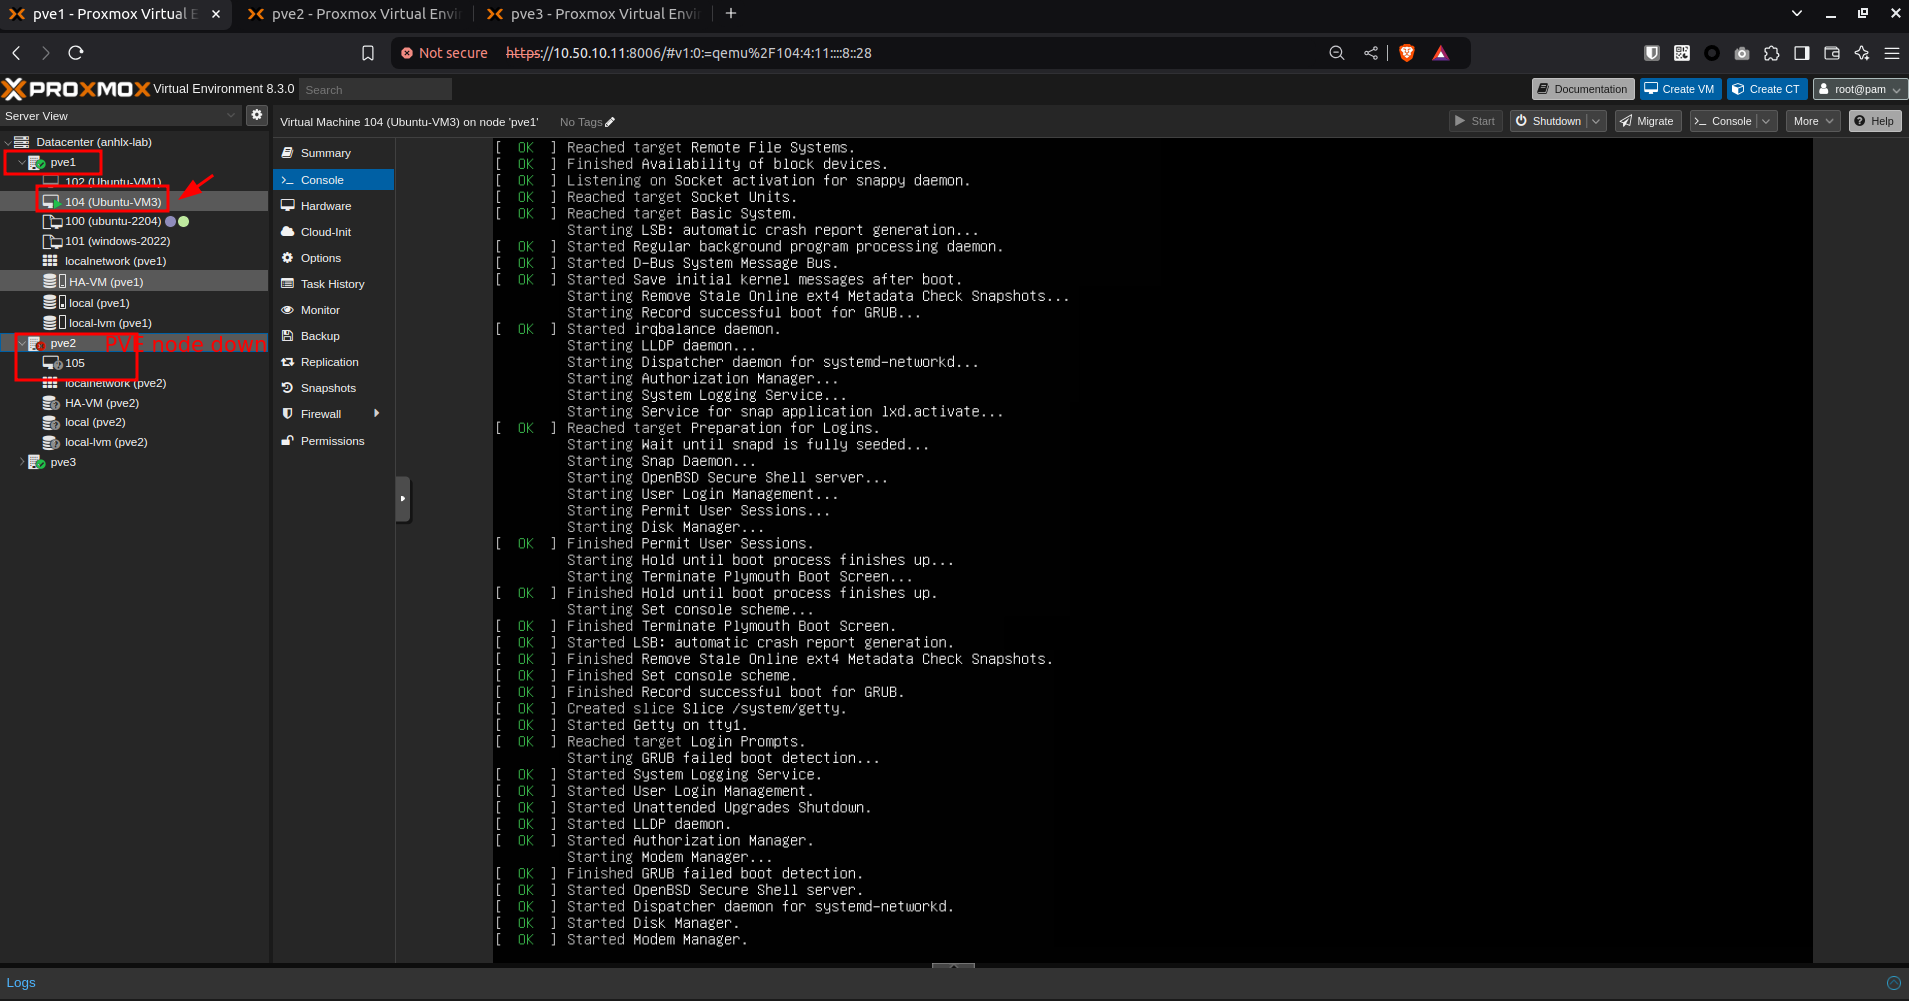 pve1 - Proxmox Virtual E
pve2 - Proxmox Virtual Envi
pve3 - Proxmox Virtual Envi
Not secure https://10.50.10.11:8006/#v1:0:=qemu%2F104:4:11::::8::28
PROXMOX Virtual Environment 8.3.0 Search
Documentation Create VM Create CT root@pam
Server View
Virtual Machine 104 (Ubuntu-VM3) on node 'pve1' No Tags
Start Shutdown Migrate Console More Help
Datacenter (anhlx-lab)
pve1
102 (Ubuntu-VM1)
104 (Ubuntu-VM3)
100 (ubuntu-2204)
101 (windows-2022)
localnetwork (pve1)
HA-VM (pve1)
local (pve1)
local-lvm (pve1)
pve2 PVE node down
105
localnetwork (pve2)
HA-VM (pve2)
local (pve2)
local-lvm (pve2)
pve3
Summary
Console
Hardware
Cloud-Init
Options
Task History
Monitor
Backup
Replication
Snapshots
Firewall
Permissions
[ OK ] Reached target Remote File Systems.
[ OK ] Finished Availability of block devices.
[ OK ] Listening on Socket activation for snappy daemon.
[ OK ] Reached target Socket Units.
[ OK ] Reached target Basic System.
Starting LSB: automatic crash report generation...
[ OK ] Started Regular background program processing daemon.
[ OK ] Started D-Bus System Message Bus.
[ OK ] Started Save initial kernel messages after boot.
Starting Remove Stale Online ext4 Metadata Check Snapshots...
Starting Record successful boot for GRUB...
[ OK ] Started irqbalance daemon.
Starting LLDP daemon...
Starting Dispatcher daemon for systemd-networkd...
Starting Authorization Manager...
Starting System Logging Service...
Starting Service for snap application lxd.activate...
[ OK ] Reached target Preparation for Logins.
Starting Wait until snapd is fully seeded...
Starting Snap Daemon...
Starting OpenBSD Secure Shell server...
Starting User Login Management...
Starting Permit User Sessions...
Starting Disk Manager...
[ OK ] Finished Permit User Sessions.
Starting Hold until boot process finishes up...
Starting Terminate Plymouth Boot Screen...
[ OK ] Finished Hold until boot process finishes up.
Starting Set console scheme...
[ OK ] Finished Terminate Plymouth Boot Screen.
[ OK ] Started LSB: automatic crash report generation.
[ OK ] Finished Remove Stale Online ext4 Metadata Check Snapshots.
[ OK ] Finished Set console scheme.
[ OK ] Finished Record successful boot for GRUB.
[ OK ] Created slice Slice /system/getty.
[ OK ] Started Getty on tty1.
[ OK ] Reached target Login Prompts.
Starting GRUB failed boot detection...
[ OK ] Started System Logging Service.
[ OK ] Started User Login Management.
[ OK ] Started Unattended Upgrades Shutdown.
[ OK ] Started LLDP daemon.
[ OK ] Started Authorization Manager.
Starting Modem Manager...
[ OK ] Finished GRUB failed boot detection.
[ OK ] Started OpenBSD Secure Shell server.
[ OK ] Started Dispatcher daemon for systemd-networkd.
[ OK ] Started Disk Manager.
[ OK ] Started Modem Manager.
Logs